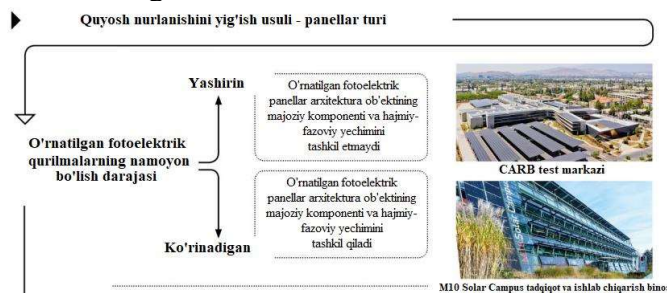 Quyosh nurlanishini yig'ish usuli - panellar turi
Yashirin
O'rnatilgan fotoelektrik
panellar arxitektura ob'ektining
majoziy komponenti va hajmiy-
fazoviy yechimini
tashkil etmaydi
CARB test markazi
O'rnatilgan fotoelektrik
qurilmalarning namoyon
bo'lish darajasi
O'rnatilgan fotoelektrik
panellar arxitektura ob'ektining
majoziy komponenti va hajmiy-
fazoviy yechimini
tashkil qiladi
Ko'rinadigan
M10 Solar Campus tadqiqot va ishlab chiqarish binos